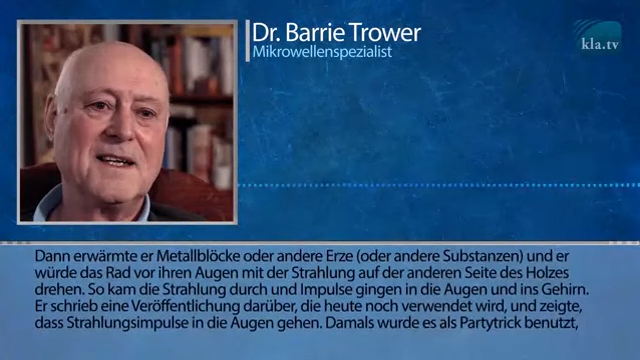 Dr. Barrie Trower
Mikrowellenspezialist
kla.tv
Dann erwärmte er Metallblöcke oder andere Erze (oder andere Substanzen) und er
würde das Rad vor ihren Augen mit der Strahlung auf der anderen Seite des Holzes
drehen. So kam die Strahlung durch und Impulse gingen in die Augen und ins Gehirn.
Er schrieb eine Veröffentlichung darüber, die heute noch verwendet wird, und zeigte,
dass Strahlungsimpulse in die Augen gehen. Damals wurde es als Partytrick benutzt,